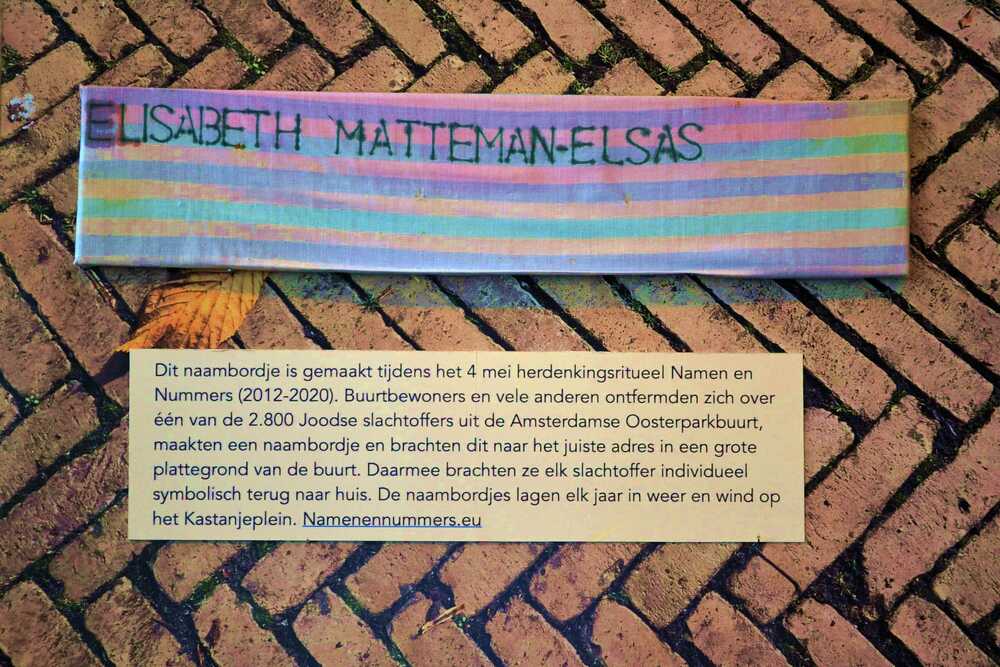 ELISABETH MATTEMAN-ELSAS
Dit naambordje is gemaakt tijdens het 4 mei herdenkingsritueel Namen en
Nummers (2012-2020). Buurtbewoners en vele anderen ontfermden zich over
één van de 2.800 Joodse slachtoffers uit de Amsterdamse Oosterparkbuurt,
maakten een naambordje en brachten dit naar het juiste adres in een grote
plattegrond van de buurt. Daarmee brachten ze elk slachtoffer individueel
symbolisch terug naar huis. De naambordjes lagen elk jaar in weer en wind op
het Kastanjeplein. Namenennummers.eu